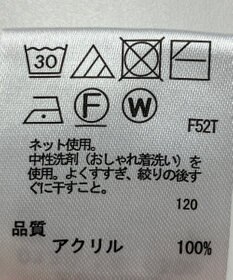 30
F W
F52T
ネット使用。
中性洗剤（おしゃれ着洗い）を
使用。よくすすぎ、絞りの後す
ぐに干すこと。
120
品質
アクリル 100%